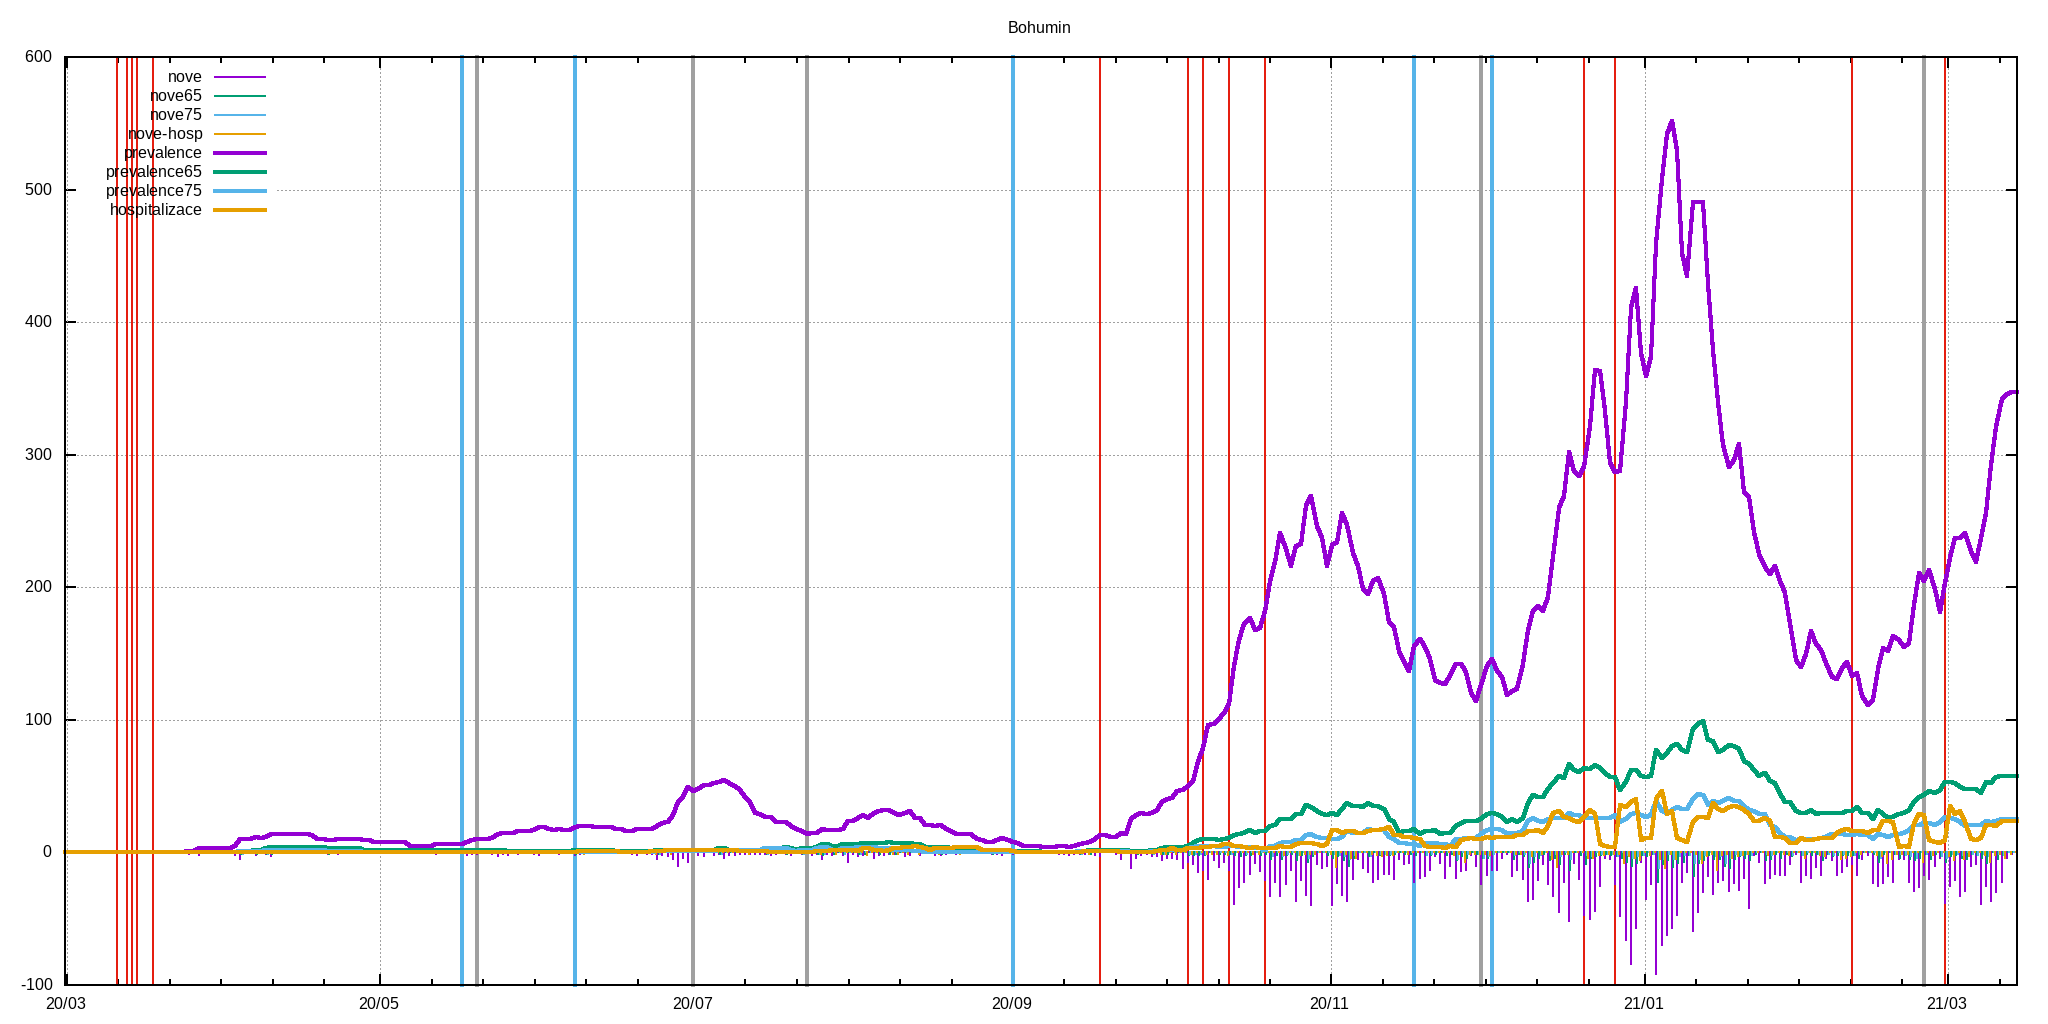 Bohumin
600
nove
nove65
nove75
nove-hosp
prevalence
prevalence65
prevalence75
hospitalizace
500
400
300
200
100
0
-100
20/03 20/05 20/07 20/09 20/11 21/01 21/03